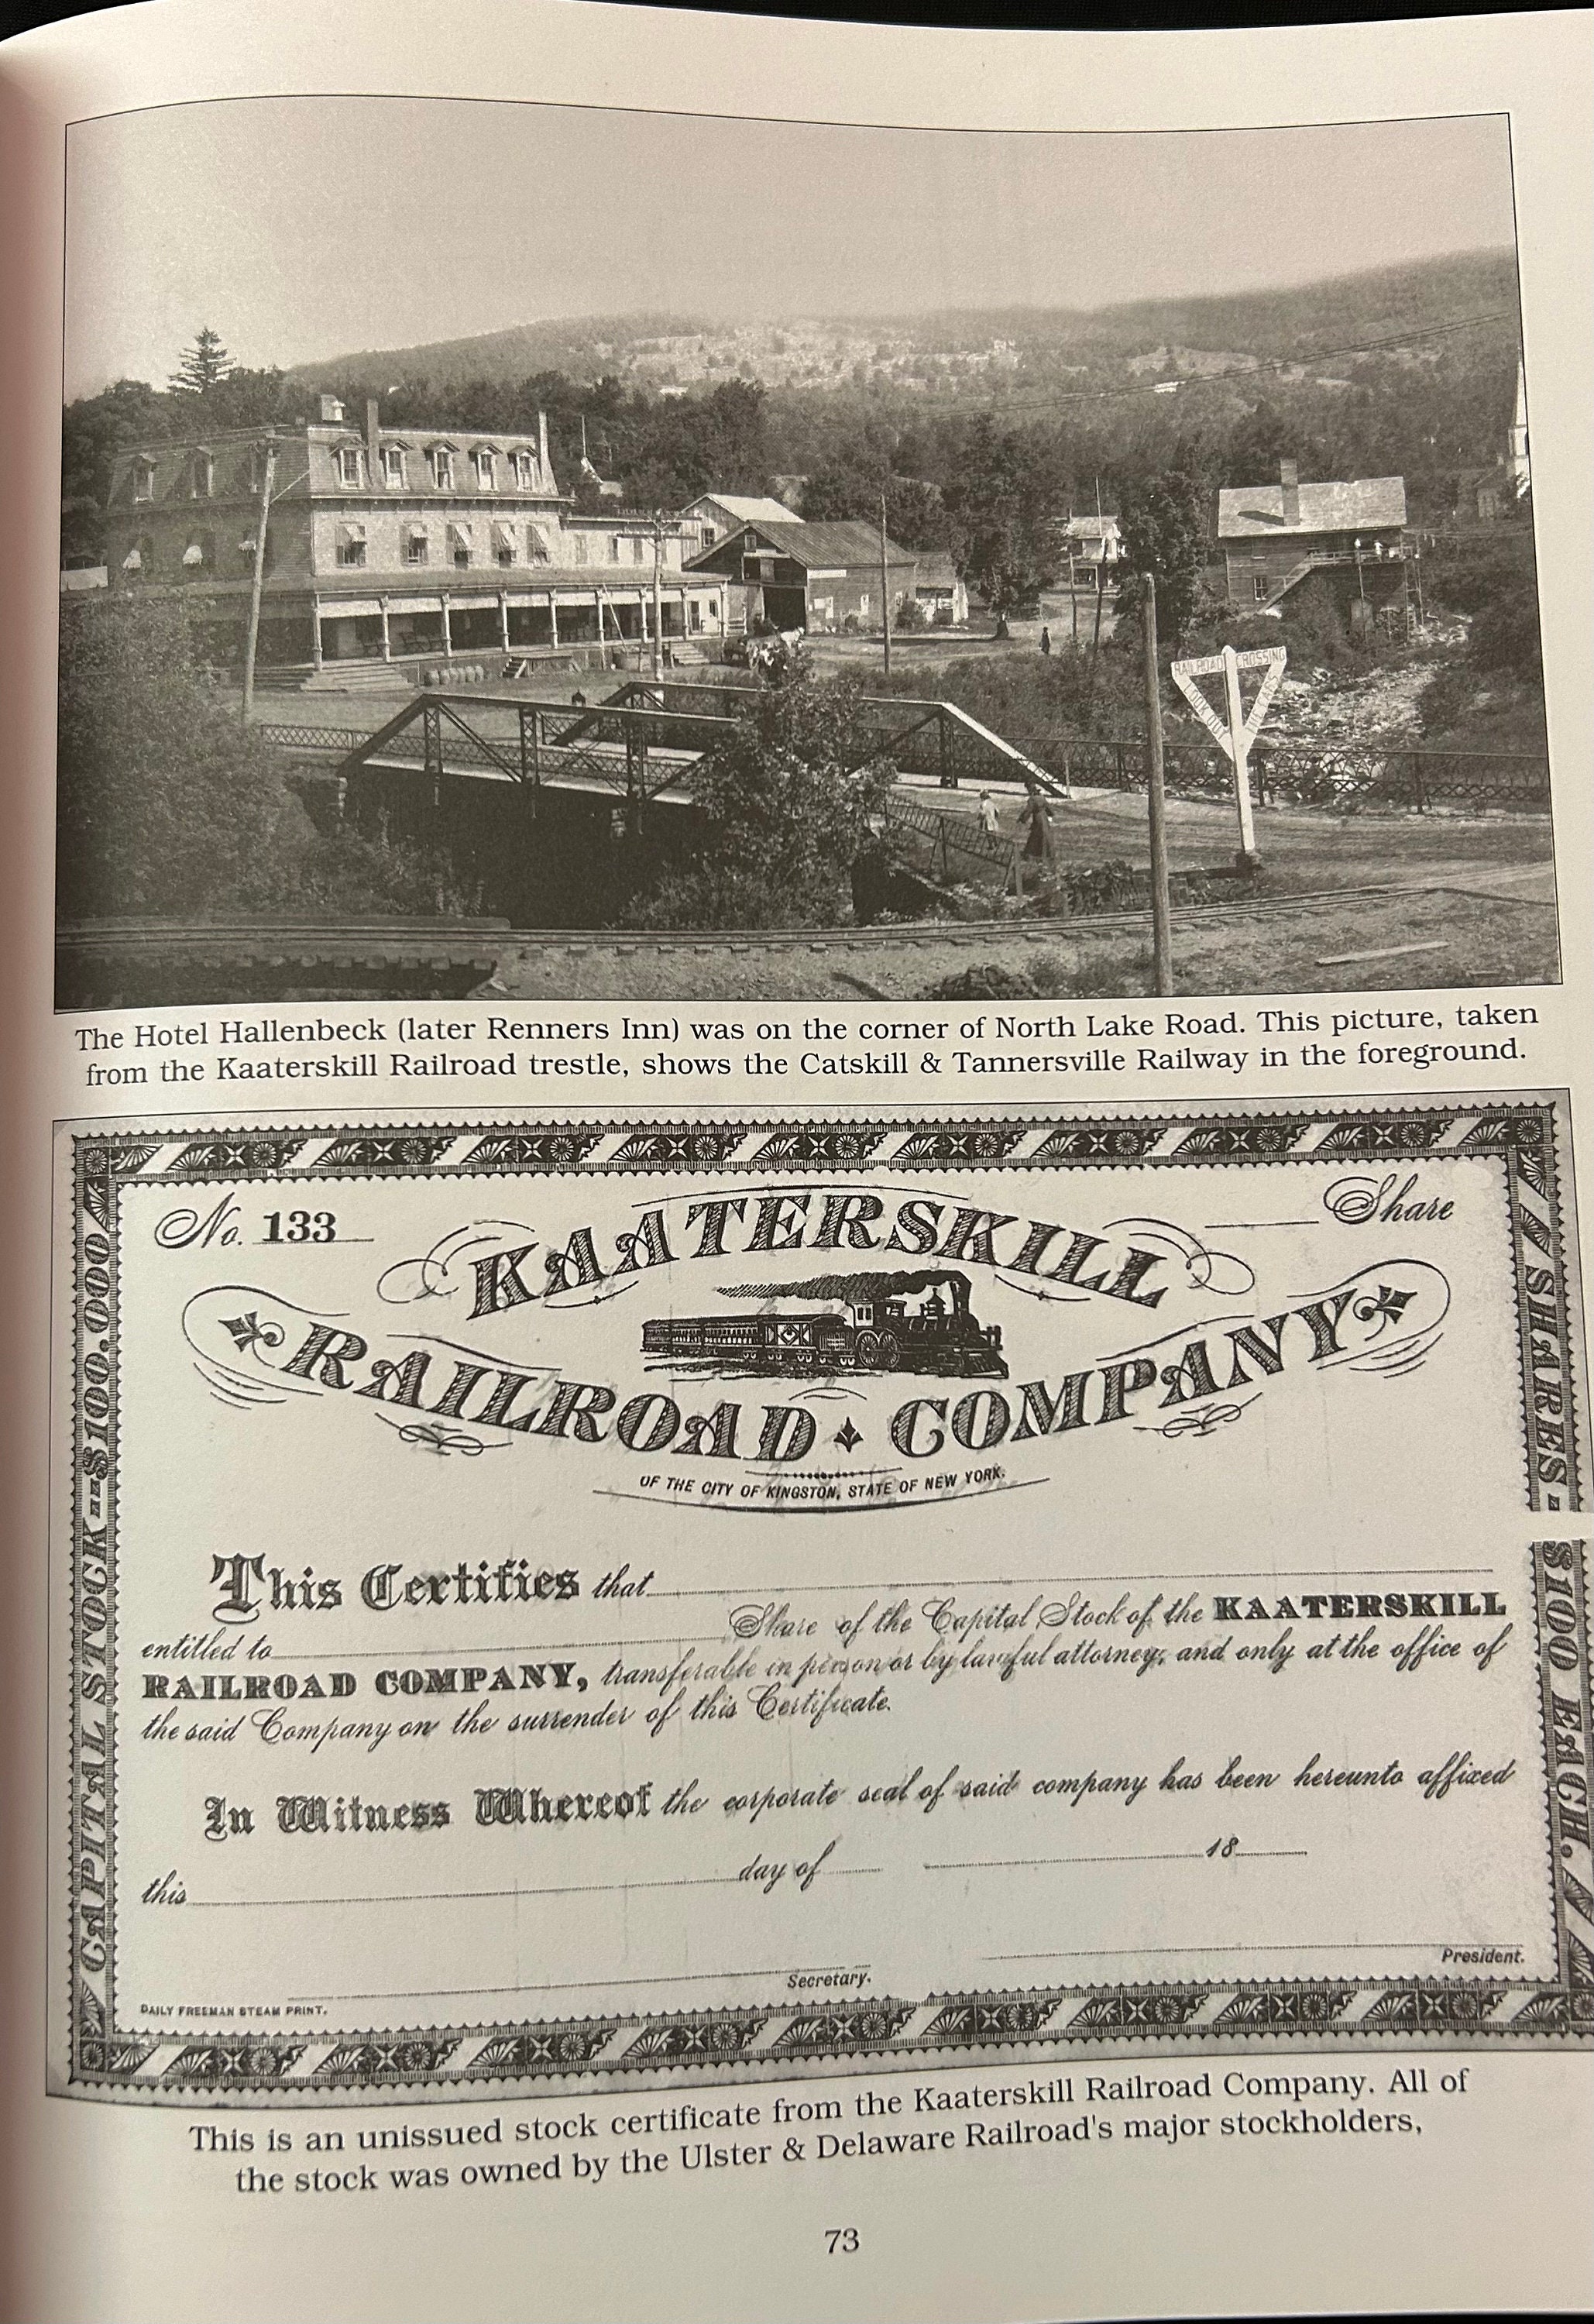 RAILROAD CROSSING
LOOK OUT
The Hotel Hallenbeck (later Renners Inn) was on the corner of North Lake Road. This picture, taken
from the Kaaterskill Railroad trestle, shows the Catskill & Tannersville Railway in the foreground.
No. 133
Share
KAATERSKILL
RAILROAD COMPANY
OF THE CITY OF KINGSTON, STATE OF NEW YORK.
CAPITAL STOCK--$100,000
SHARES-
$100 EACH.
This Certifies that
entitled to Share of the Capital Stock of the KAATERSKILL
RAILROAD COMPANY, transferable in person or by lawful attorney, and only at the office of
the said Company on the surrender of this Certificate.
In Witness Whereof the corporate seal of said company has been hereunto affixed
this day of 18
Secretary.
President.
DAILY FREEMAN STEAM PRINT.
This is an unissued stock certificate from the Kaaterskill Railroad Company. All of
the stock was owned by the Ulster & Delaware Railroad's major stockholders,
73